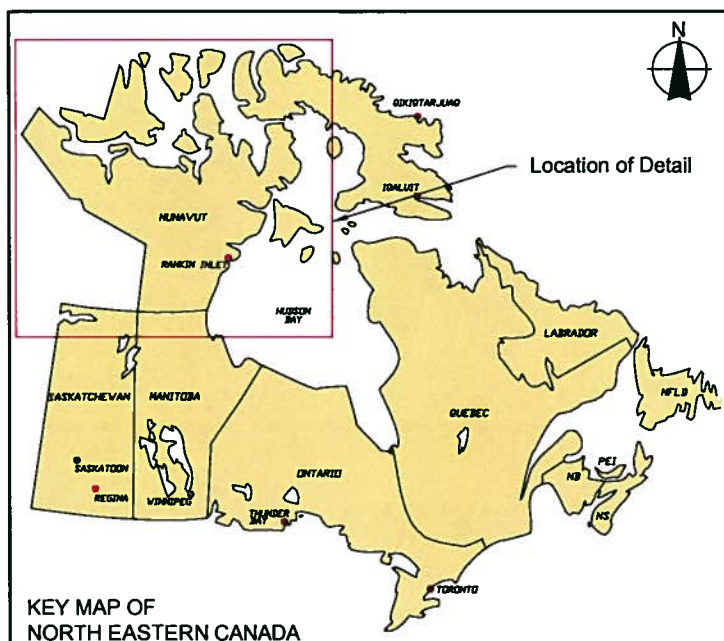 N
QIKIQTARJUAQ
Location of Detail
IQALUIT
NUNAVUT
RANKIN INLET
HUDSON
BAY
LABRADOR
SASKATCHEWAN
MANITOBA
NFLD
QUEBEC
ONTARIO
PEI
NB
SASKATOON
REGINA
WINNIPEG
THUNDER
BAY
NS
TORONTO
KEY MAP OF
NORTH EASTERN CANADA